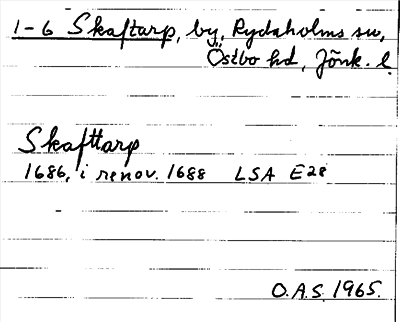 1-6 Skaftarp, by, Rydaholms sn,
Östbo hd, Jönk. l.
Skafttarp
1686, i renov. 1688 LSA E28
O.A.S. 1965.